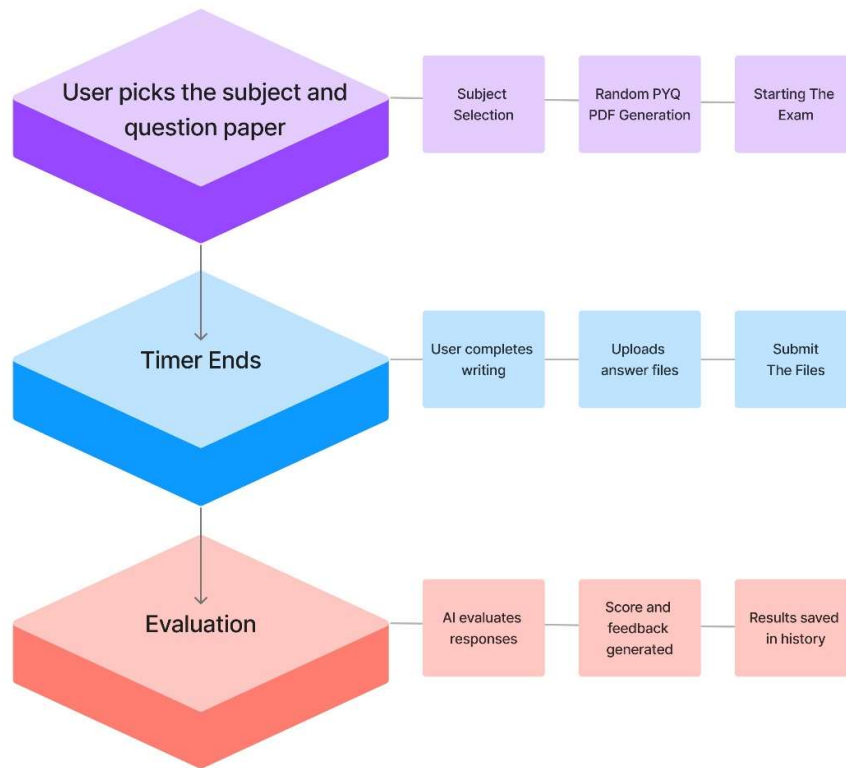 User picks the subject and
question paper
Subject
Selection
Random PYQ
PDF Generation
Starting The
Exam
Timer Ends
User completes
writing
Uploads
answer files
Submit
The Files
Evaluation
AI evaluates
responses
Score and
feedback
generated
Results saved
in history